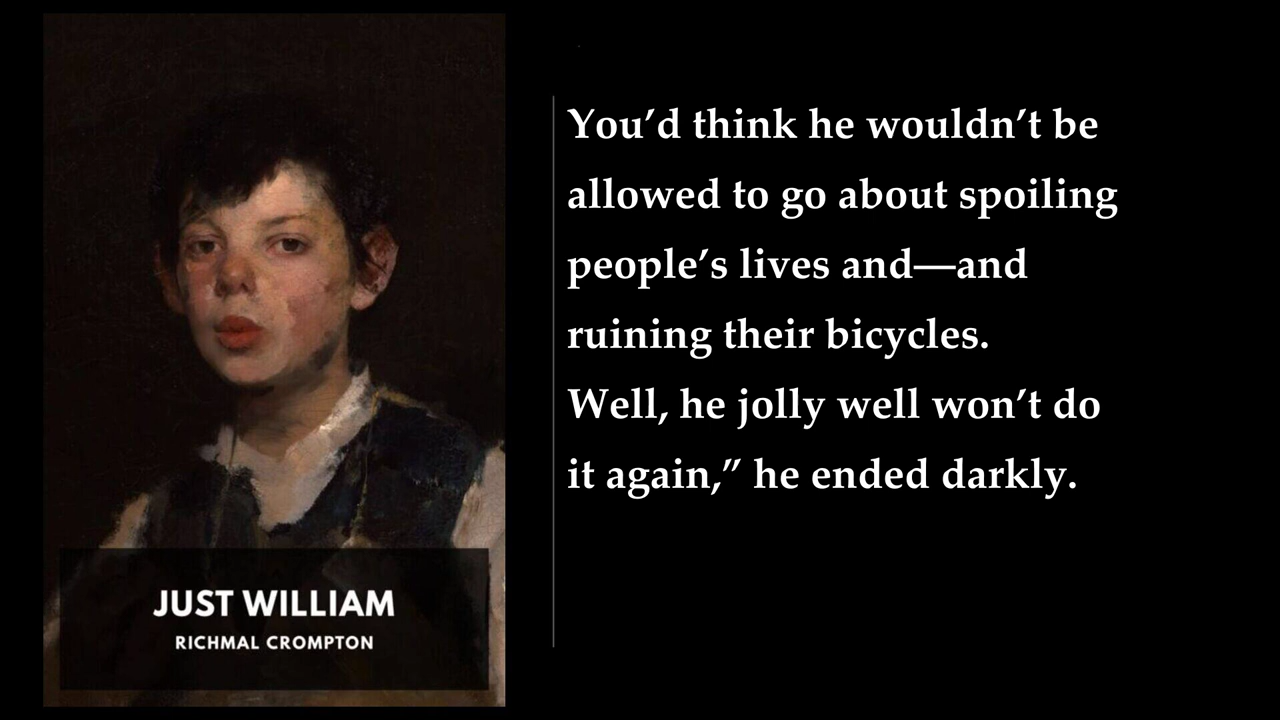 You’d think he wouldn’t be
allowed to go about spoiling
people’s lives and—and
ruining their bicycles.
Well, he jolly well won’t do
it again,” he ended darkly.
JUST WILLIAM
RICHMAL CROMPTON